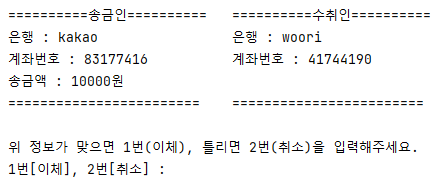 ==========송금인==========   ==========수취인==========
은행 : kakao                 은행 : woori
계좌번호 : 83177416          계좌번호 : 41744190
송금액 : 10000원
========================    ========================
위 정보가 맞으면 1번(이체), 틀리면 2번(취소)을 입력해주세요.
1번[이체], 2번[취소] :